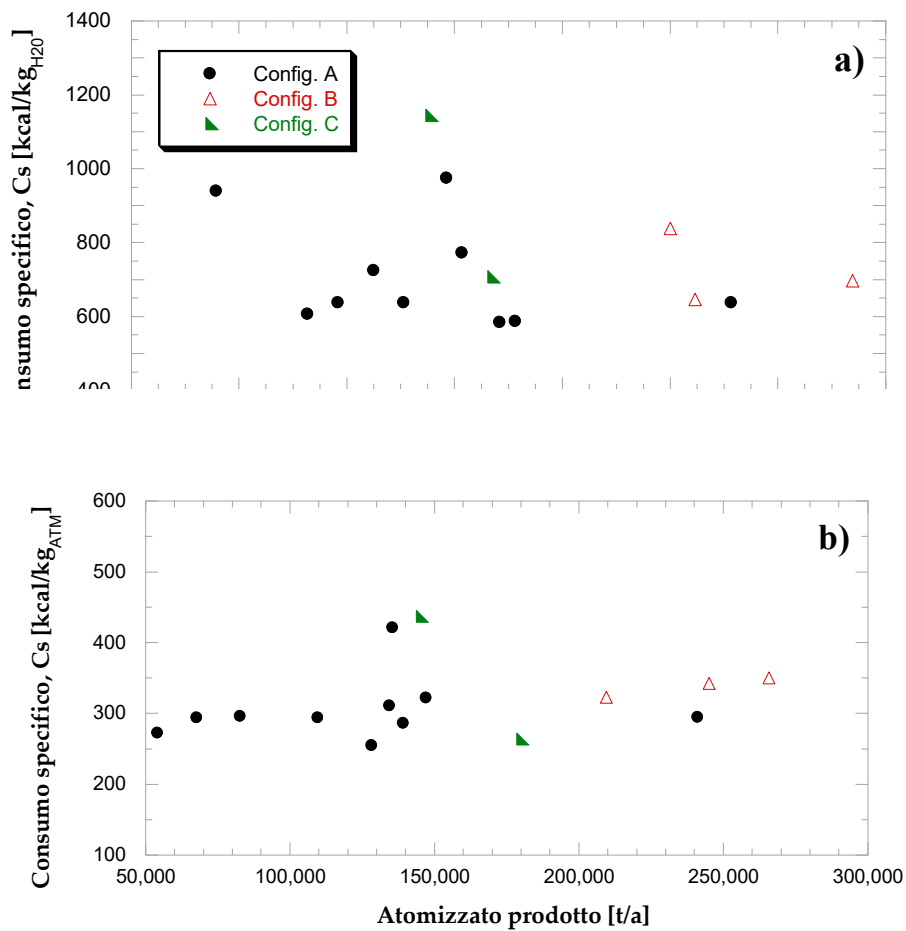 1400
1200
1000
800
600
400
nsumo specifico, Cs [kcal/kgH20]
a)
Config. A
Config. B
Config. C
600
500
400
300
200
100
Consumo specifico, Cs [kcal/kgATM]
b)
50,000 100,000 150,000 200,000 250,000 300,000
Atomizzato prodotto [t/a]